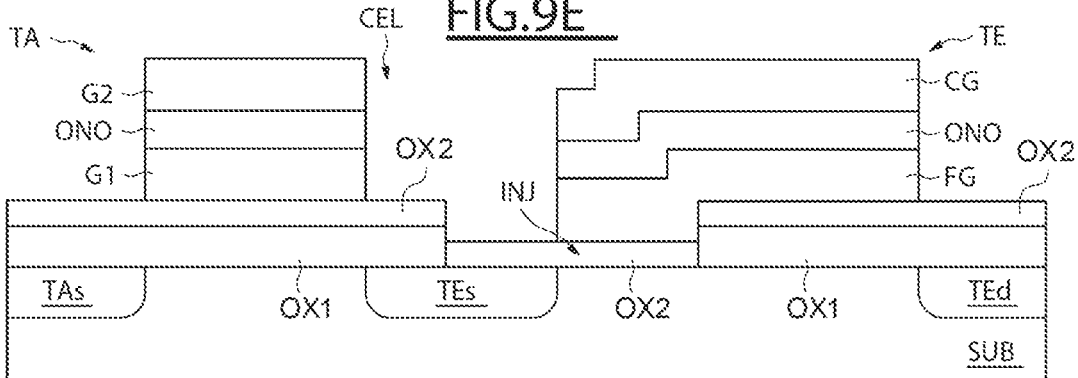 FIG.9E
TA
CEL
TE
G2
CG
ONO
ONO
OX2
OX2
G1
INJ
FG
TAs
OX1
TEs
OX2
OX1
TEd
SUB